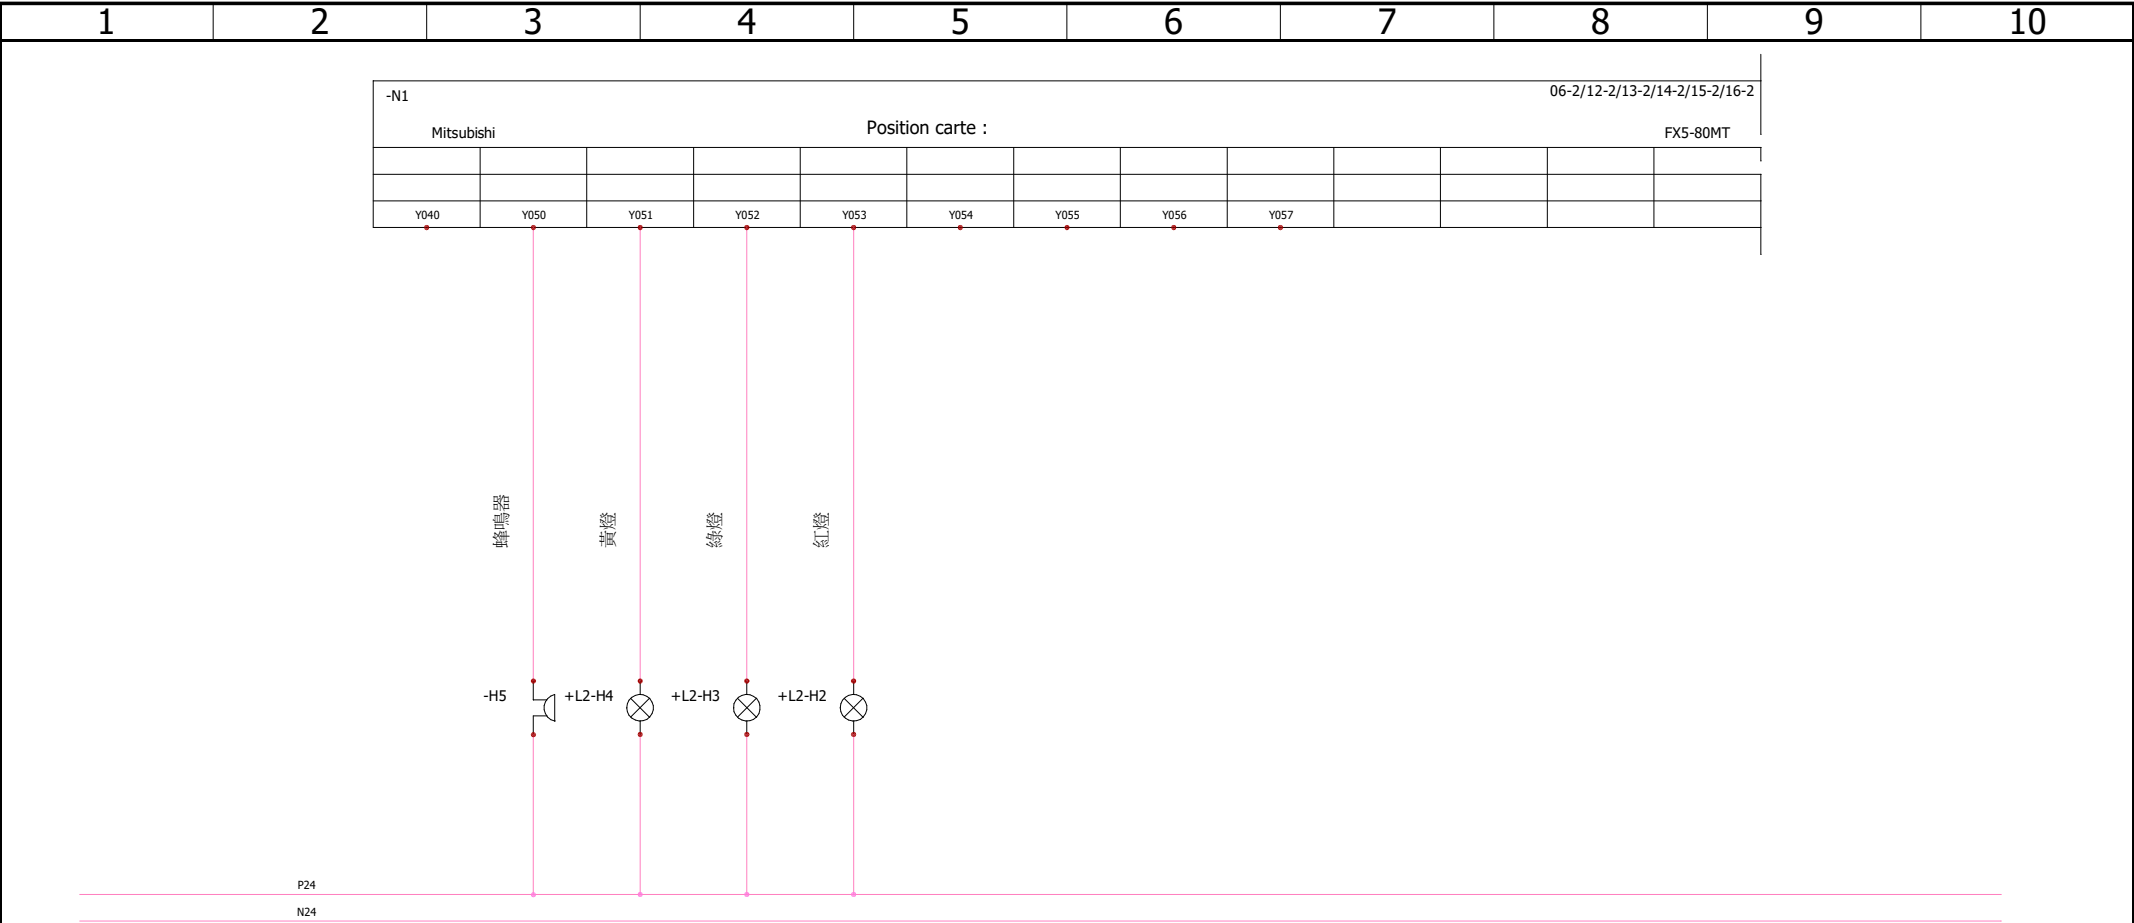 1 2 3 4 5 6 7 8 9 10
-N1 06-2/12-2/13-2/14-2/15-2/16-2
Mitsubishi Position carte : FX5-80MT
Y040 Y050 Y051 Y052 Y053 Y054 Y055 Y056 Y057
蜂鳴器
黃燈
綠燈
紅燈
-H5 +L2-H4 +L2-H3 +L2-H2
P24
N24